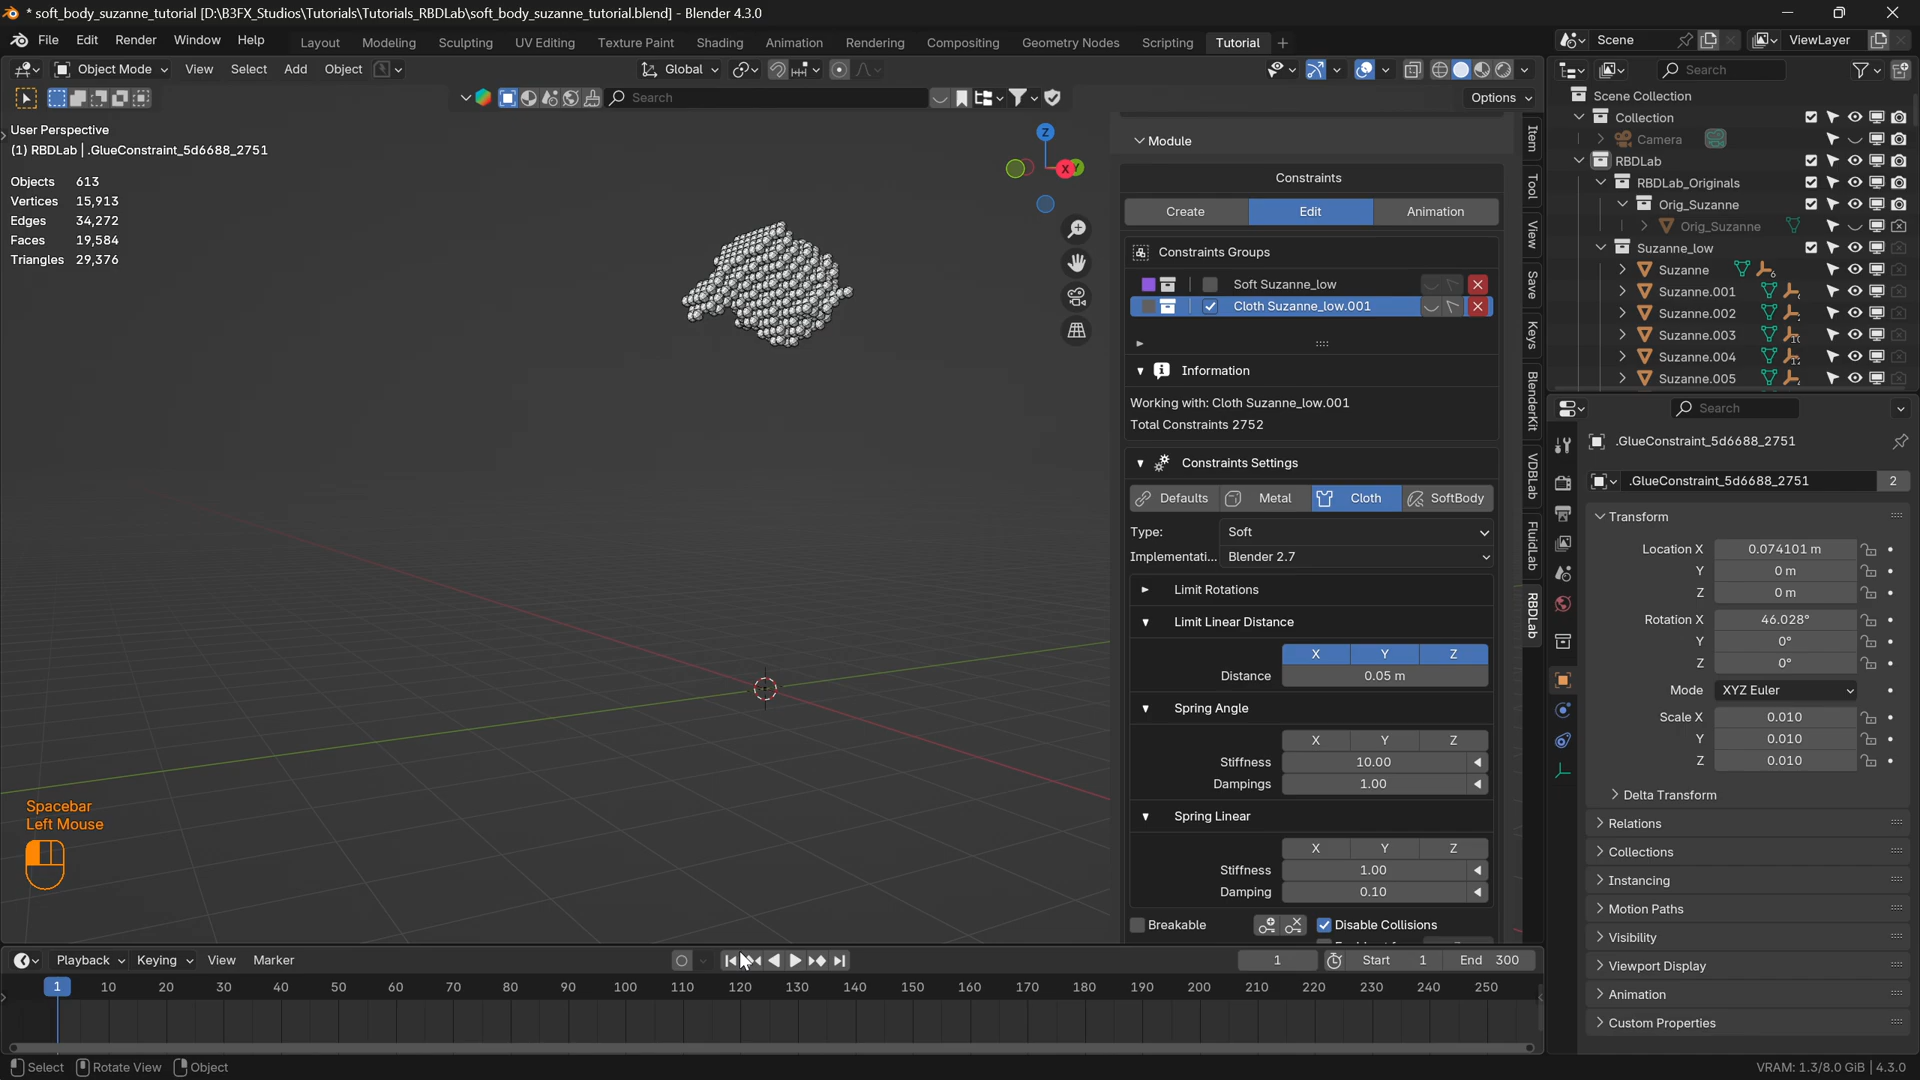 * soft_body_suzanne_tutorial [D:\B3FX_Studios\Tutorials\Tutorials_RBDLab\soft_body_suzanne_tutorial.blend] - Blender 4.3.0
File Edit Render Window Help Layout Modeling Sculpting UV Editing Texture Paint Shading Animation Rendering Compositing Geometry Nodes Scripting Tutorial + Scene ViewLayer
Object Mode View Select Add Object Global Search
Search Options
User Perspective
(1) RBDLab | .GlueConstraint_5d6688_2751
Objects 613
Vertices 15,913
Edges 34,272
Faces 19,584
Triangles 29,376
Z
X
Y
Spacebar
Left Mouse
Module
Constraints
Create Edit Animation
Constraints Groups
Soft Suzanne_low
Cloth Suzanne_low.001
Information
Working with: Cloth Suzanne_low.001
Total Constraints 2752
Constraints Settings
Defaults Metal Cloth SoftBody
Type: Soft
Implementati... Blender 2.7
Limit Rotations
Limit Linear Distance
X Y Z
Distance 0.05 m
Spring Angle
X Y Z
Stiffness 10.00
Dampings 1.00
Spring Linear
X Y Z
Stiffness 1.00
Damping 0.10
Breakable Disable Collisions
Item
Tool
View
Save
Keys
BlenderKit
VDBLab
FluidLab
RBDLab
Scene Collection
Collection
Camera
RBDLab
RBDLab_Originals
Orig_Suzanne
Orig_Suzanne
Suzanne_low
Suzanne
Suzanne.001
Suzanne.002
Suzanne.003
Suzanne.004
Suzanne.005
Search
.GlueConstraint_5d6688_2751
.GlueConstraint_5d6688_2751 2
Transform
Location X 0.074101 m
Y 0 m
Z 0 m
Rotation X 46.028°
Y 0°
Z 0°
Mode XYZ Euler
Scale X 0.010
Y 0.010
Z 0.010
Delta Transform
Relations
Collections
Instancing
Motion Paths
Visibility
Viewport Display
Animation
Custom Properties
Playback Keying View Marker 1 Start 1 End 300
1 10 20 30 40 50 60 70 80 90 100 110 120 130 140 150 160 170 180 190 200 210 220 230 240 250
Select Rotate View Object VRAM: 1.3/8.0 GiB | 4.3.0